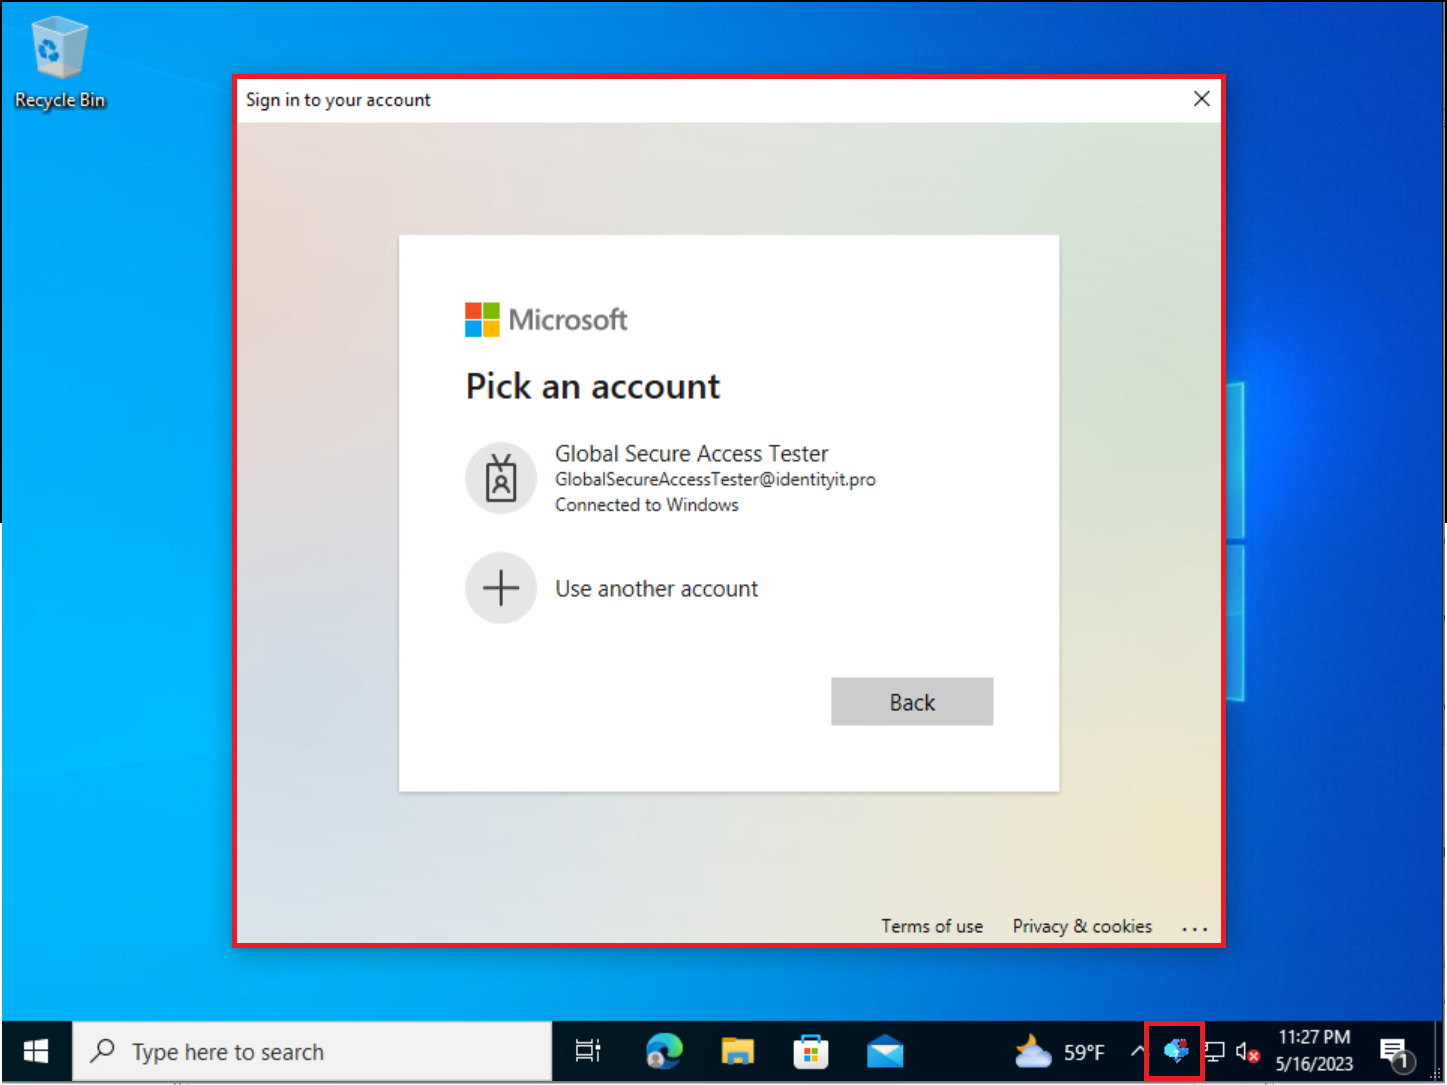 Recycle Bin
Sign in to your account
Microsoft
Pick an account
Global Secure Access Tester
GlobalSecureAccessTester@identityit.pro
Connected to Windows
Use another account
Back
Terms of use
Privacy & cookies
...
Type here to search
59°F
11:27 PM
5/16/2023
1